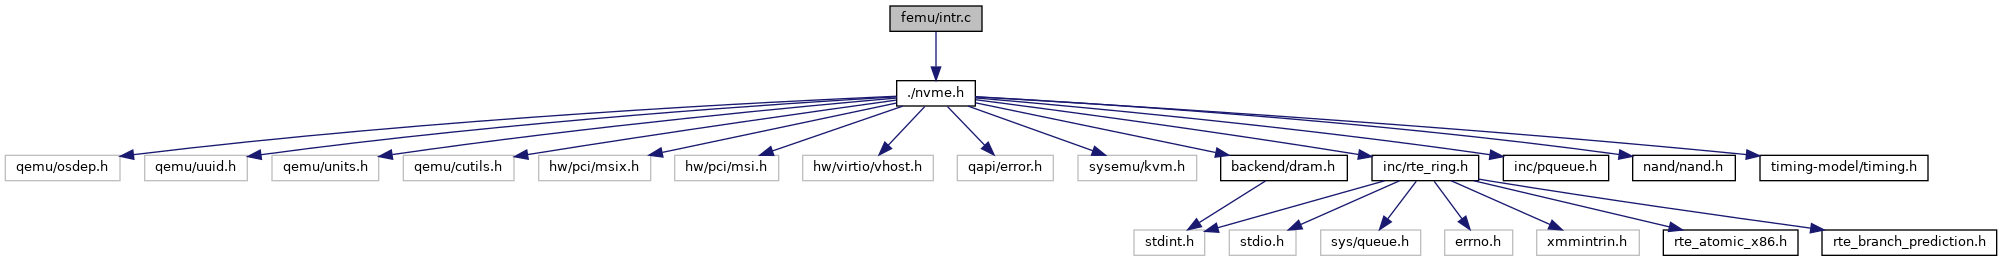 femu/intr.c
./nvme.h
qemu/osdep.h
qemu/uuid.h
qemu/units.h
qemu/cutils.h
hw/pci/msix.h
hw/pci/msi.h
hw/virtio/vhost.h
qapi/error.h
sysemu/kvm.h
backend/dram.h
inc/rte_ring.h
inc/pqueue.h
nand/nand.h
timing-model/timing.h
stdint.h
stdio.h
sys/queue.h
errno.h
xmmintrin.h
rte_atomic_x86.h
rte_branch_prediction.h